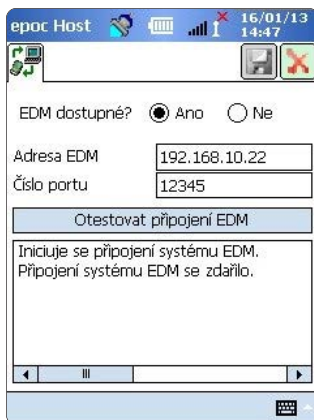 epoc Host
16/01/13
14:47
EDM dostupné? Ano Ne
Adresa EDM 192.168.10.22
Číslo portu 12345
Otestovat připojení EDM
Iniciuje se připojení systému EDM.
Připojení systému EDM se zdařilo.